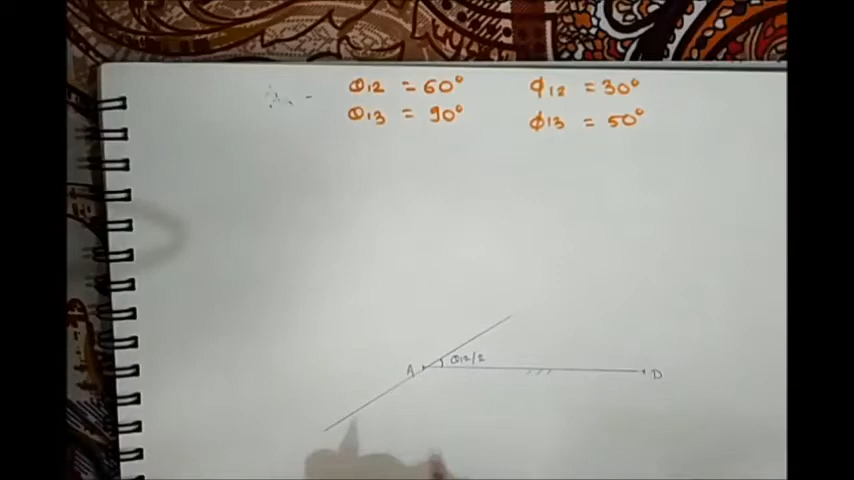 θ12 = 60° φ12 = 30°
θ13 = 90° φ13 = 50°
θ12/2
A D